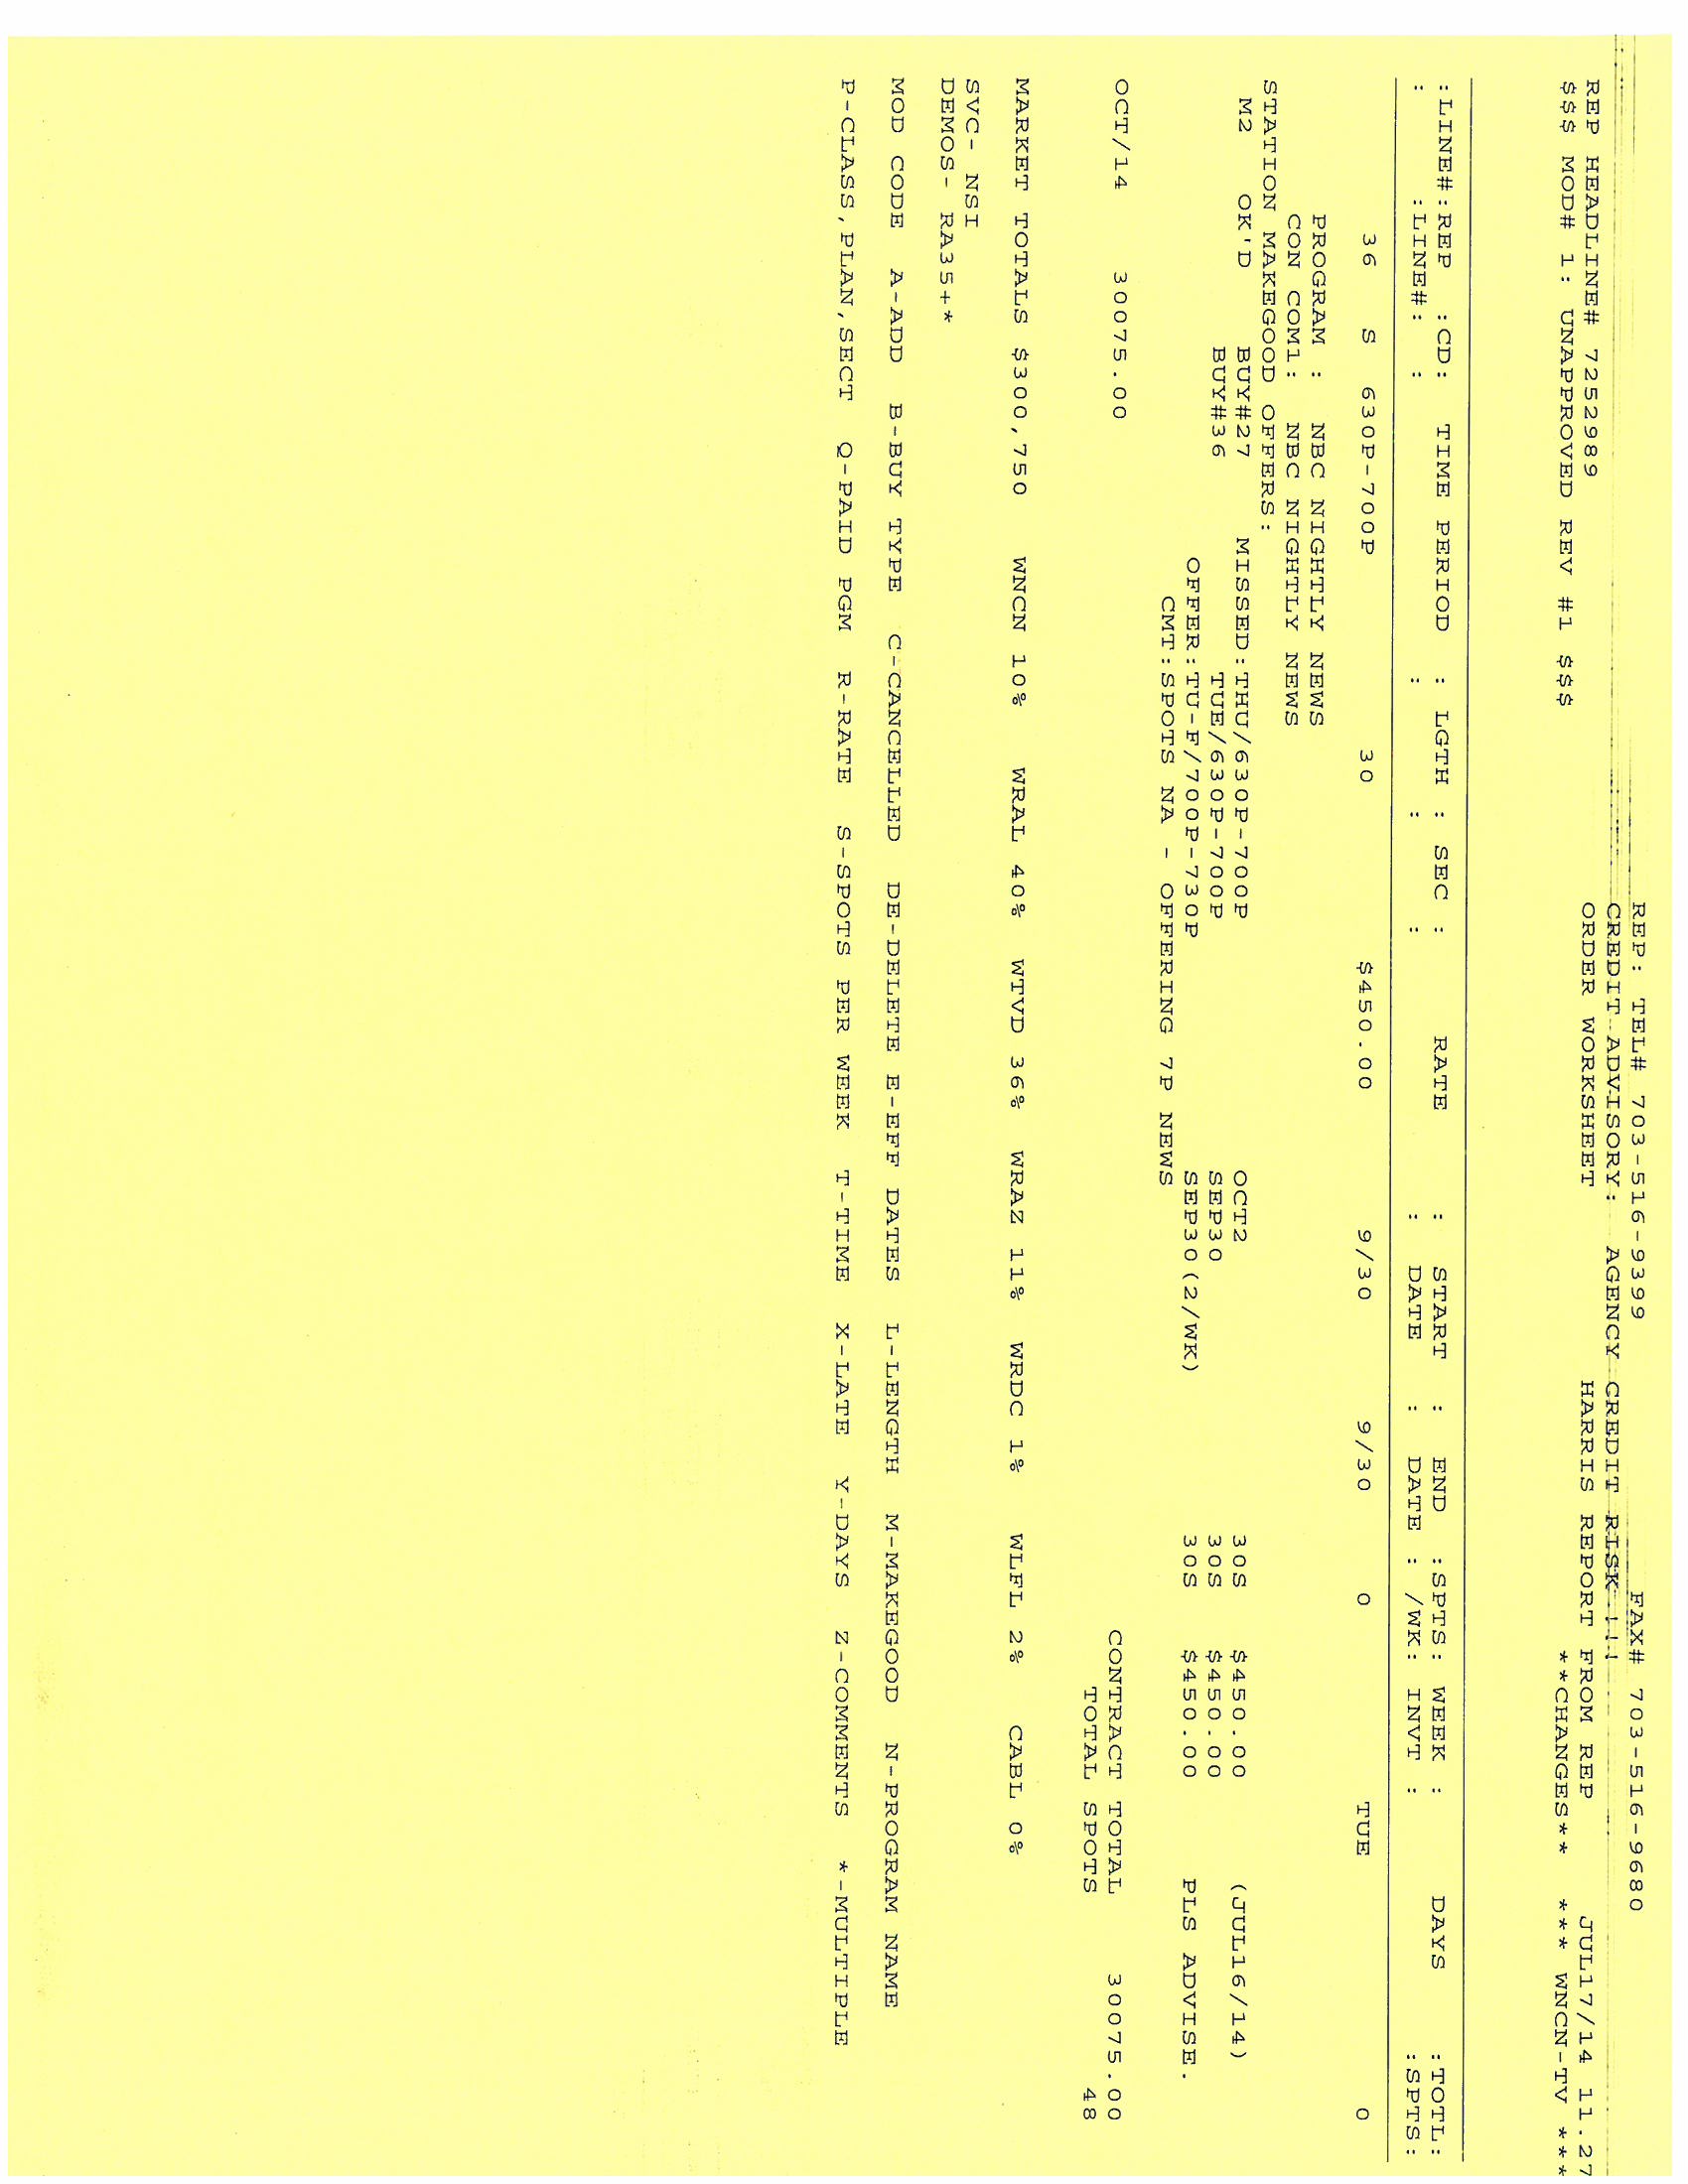 REP: TEL# 703-516-9399 FAX# 703-516-9680
CREDIT ADVISORY: AGENCY CREDIT RISK !!!
REP HEADLINE# 7252989 ORDER WORKSHEET HARRIS REPORT FROM REP JUL17/14 11.27
$$$ MOD# 1: UNAPPROVED REV #1 $$$ **CHANGES** *** WNCN-TV ***
:LINE#:REP :CD: TIME PERIOD : LGTH : SEC : RATE : START : END :SPTS: WEEK : DAYS :TOTL:
: :LINE#: : : : : DATE : DATE : /WK: INVT : :SPTS:
36 S 630P-700P 30 $450.00 9/30 9/30 0 TUE 0
PROGRAM : NBC NIGHTLY NEWS
CON COM1: NBC NIGHTLY NEWS
STATION MAKEGOOD OFFERS:
M2 OK'D BUY#27 MISSED:THU/630P-700P OCT2 30S $450.00 (JUL16/14)
BUY#36 TUE/630P-700P SEP30 30S $450.00
OFFER:TU-F/700P-730P SEP30(2/WK) 30S $450.00 PLS ADVISE.
CMT:SPOTS NA - OFFERING 7P NEWS
OCT/14 30075.00 CONTRACT TOTAL 30075.00
TOTAL SPOTS 48
MARKET TOTALS $300,750 WNCN 10% WRAL 40% WTVD 36% WRAZ 11% WRDC 1% WLFL 2% CABL 0%
SVC- NSI
DEMOS- RA35+*
MOD CODE A-ADD B-BUY TYPE C-CANCELLED DE-DELETE E-EFF DATES L-LENGTH M-MAKEGOOD N-PROGRAM NAME
P-CLASS,PLAN,SECT Q-PAID PGM R-RATE S-SPOTS PER WEEK T-TIME X-LATE Y-DAYS Z-COMMENTS *-MULTIPLE